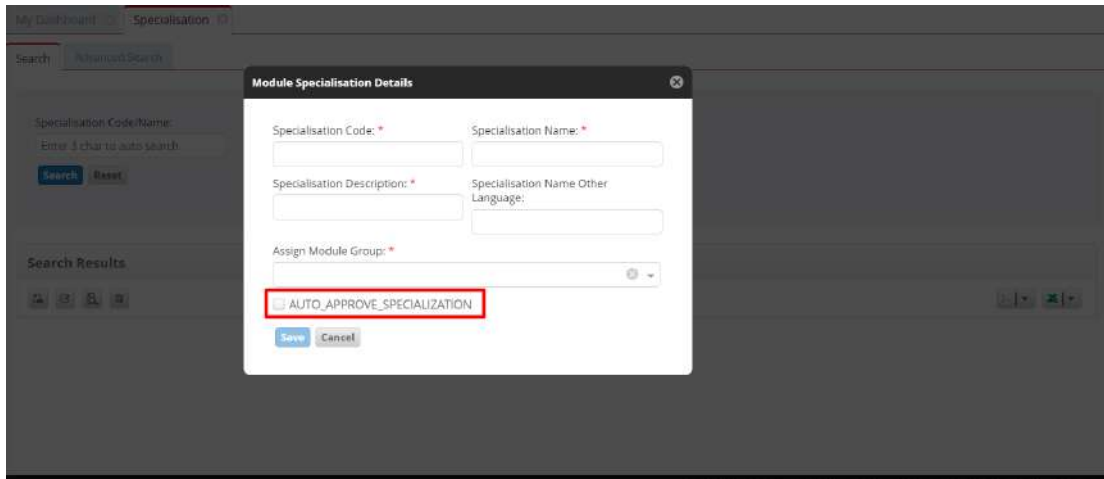 My Dashboard
Specialisation
Search
Advanced Search
Module Specialisation Details
Specialisation Code/Name:
Enter 3 char to auto search
Search
Reset
Specialisation Code: *
Specialisation Name: *
Specialisation Description: *
Specialisation Name Other
Language:
Assign Module Group: *
AUTO_APPROVE_SPECIALIZATION
Save
Cancel
Search Results